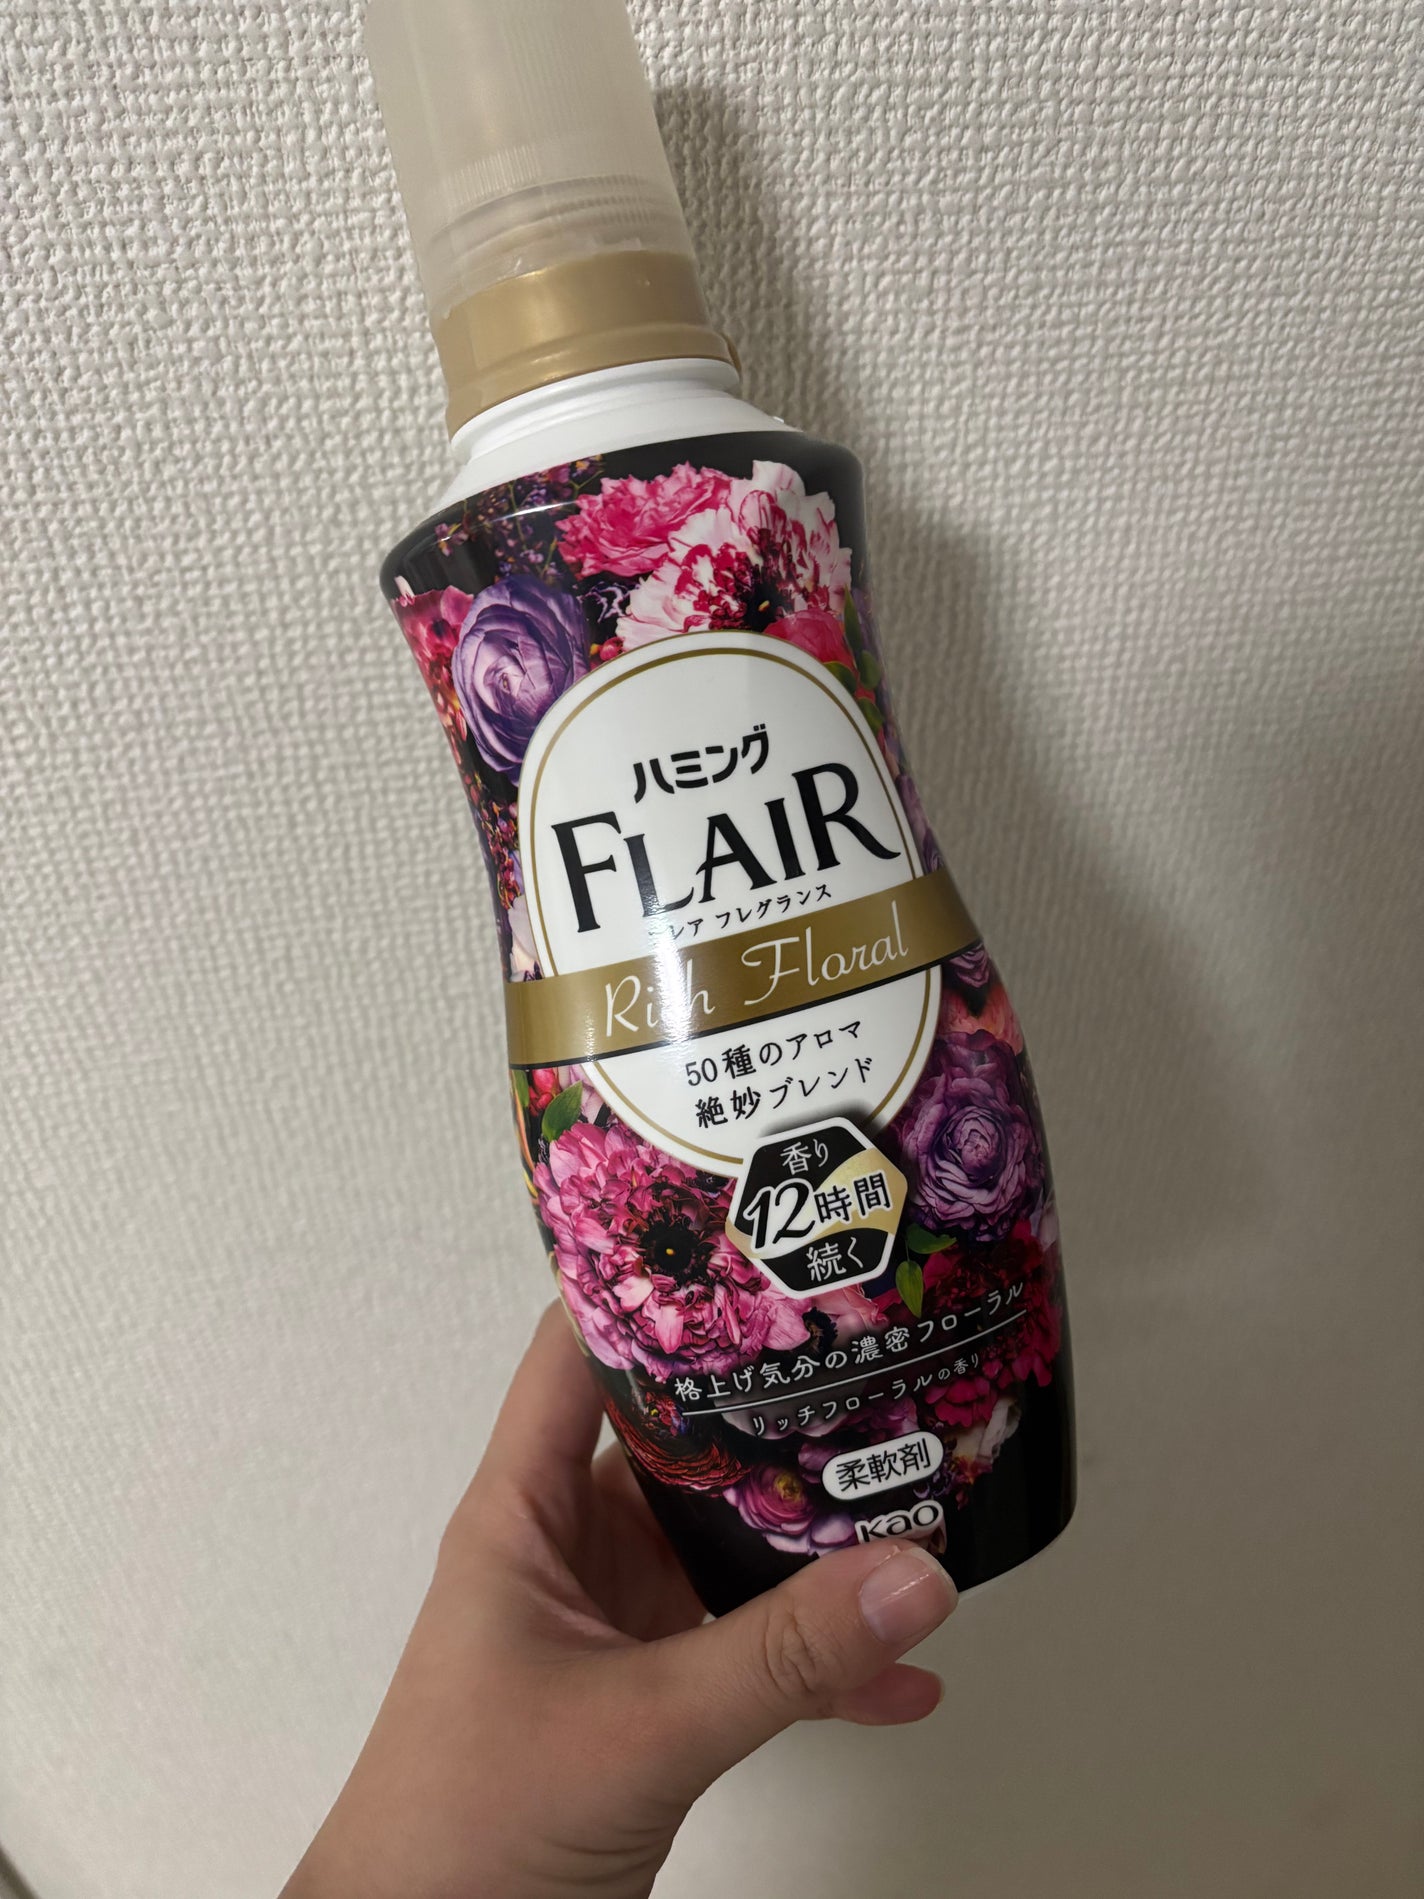 ハミング
FLAIR
フレア フレグランス
Rich Floral
50種のアロマ
絶妙ブレンド
香り
12時間
続く
格上げ気分の濃密フローラル
リッチフローラルの香り
柔軟剤
Kao